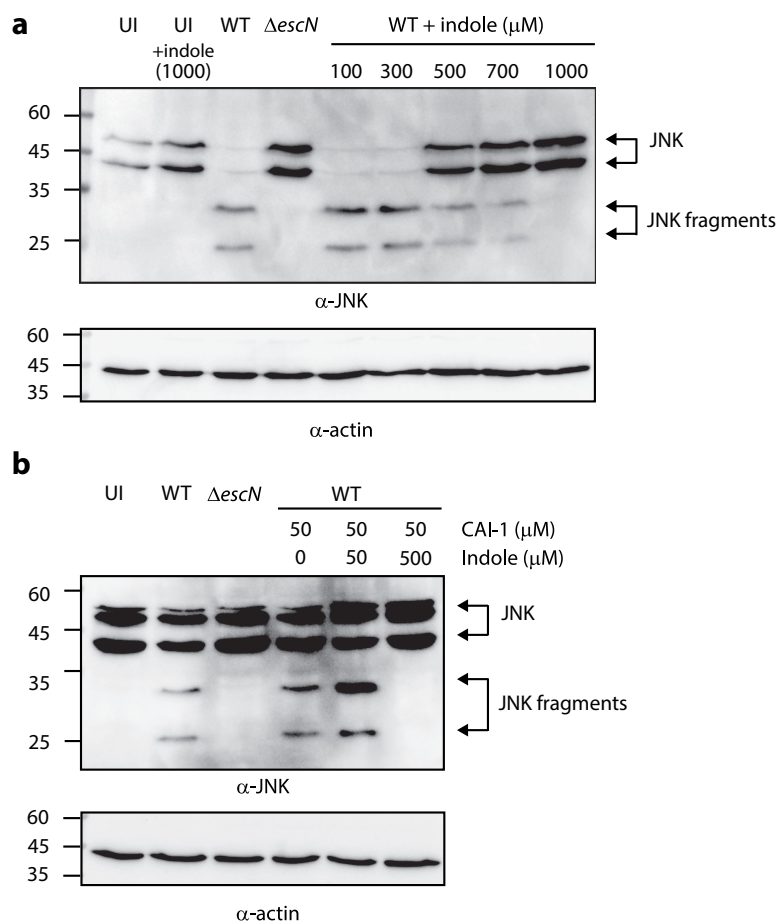 a
UI UI WT ΔescN WT + indole (μM)
+indole
(1000) 100 300 500 700 1000
60
45
35
25
JNK
JNK fragments
α-JNK
60
45
35
α-actin
b
UI WT ΔescN WT
50 50 50 CAI-1 (μM)
0 50 500 Indole (μM)
60
45
35
25
JNK
JNK fragments
α-JNK
60
45
35
α-actin